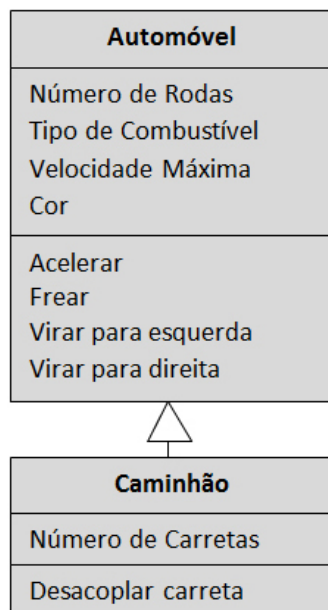 Automóvel
Número de Rodas
Tipo de Combustível
Velocidade Máxima
Cor
Acelerar
Frear
Virar para esquerda
Virar para direita
Caminhão
Número de Carretas
Desacoplar carreta